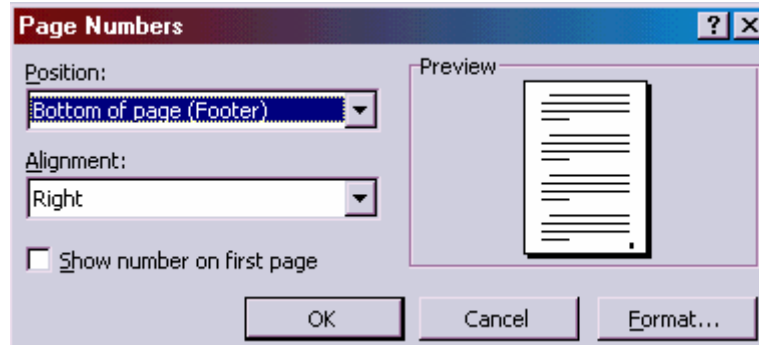 Page Numbers
Position:
Bottom of page (Footer)
Alignment:
Right
Show number on first page
Preview
OK
Cancel
Format...